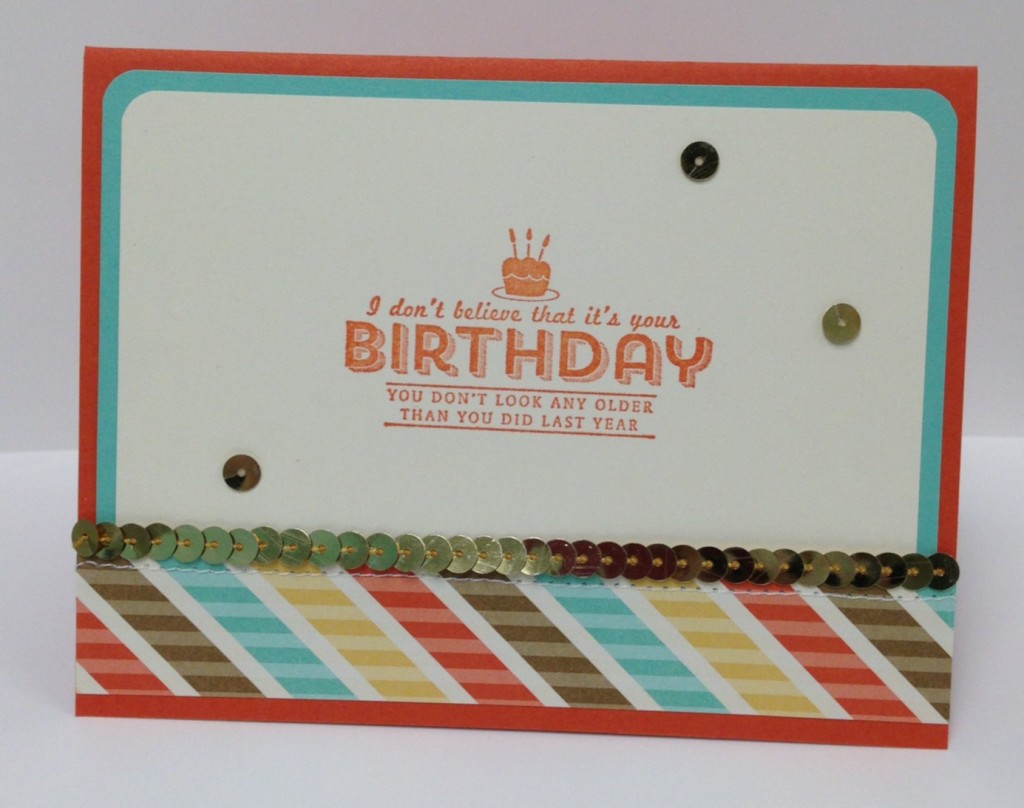 I don't believe that it's your
BIRTHDAY
YOU DON'T LOOK ANY OLDER
THAN YOU DID LAST YEAR